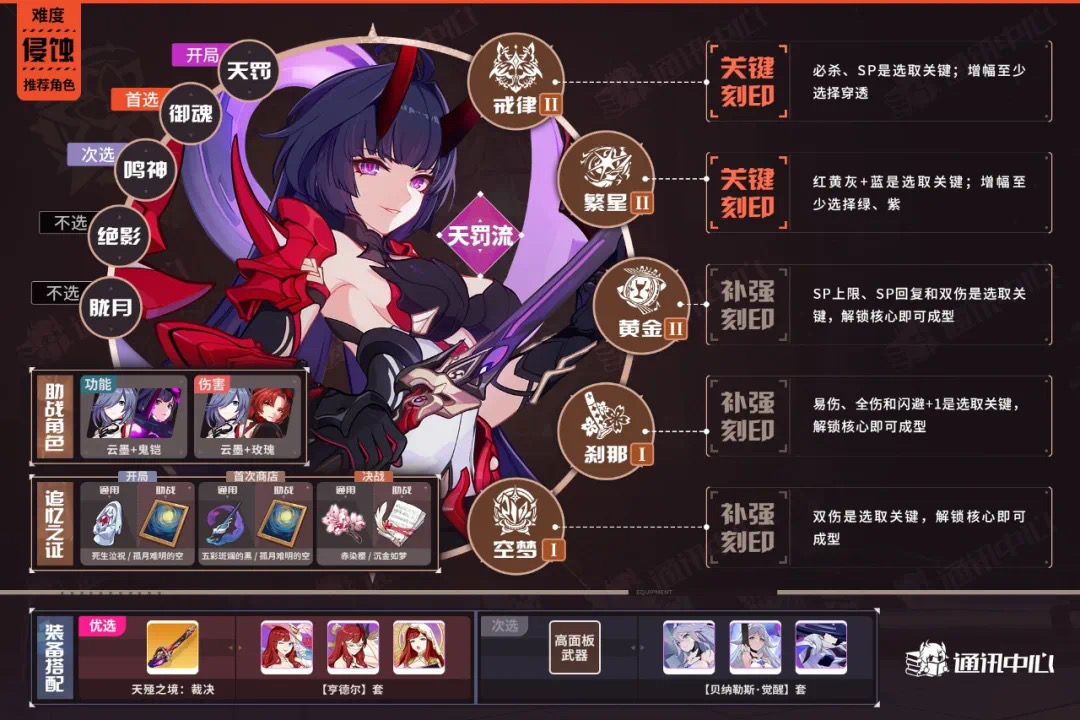 难度
侵蚀
推荐角色
开局
天罚
首选
御魂
次选
鸣神
不选
绝影
不选
胧月
天罚流
戒律 II
关键
刻印
必杀、SP是选取关键；增幅至少
选择穿透
繁星 II
关键
刻印
红黄灰+蓝是选取关键；增幅至
少选择绿、紫
黄金 II
补强
刻印
SP上限、SP回复和双伤是选取关
键，解锁核心即可成型
刹那 I
补强
刻印
易伤、全伤和闪避+1是选取关键，
解锁核心即可成型
空梦 I
补强
刻印
双伤是选取关键，解锁核心即可
成型
助战角色
功能
云墨+鬼铠
伤害
云墨+玫瑰
追忆之证
开局
通用 助战
死生泣祝 / 孤月难明的空
首次商店
通用 助战
五彩斑斓的黑 / 孤月难明的空
决战
通用 助战
赤染樱 / 沉金如梦
EQUIPMENT
装备搭配
优选
天殛之境：裁决
【亨德尔】套
次选
高面板
武器
【贝纳勒斯·觉醒】套
通讯中心